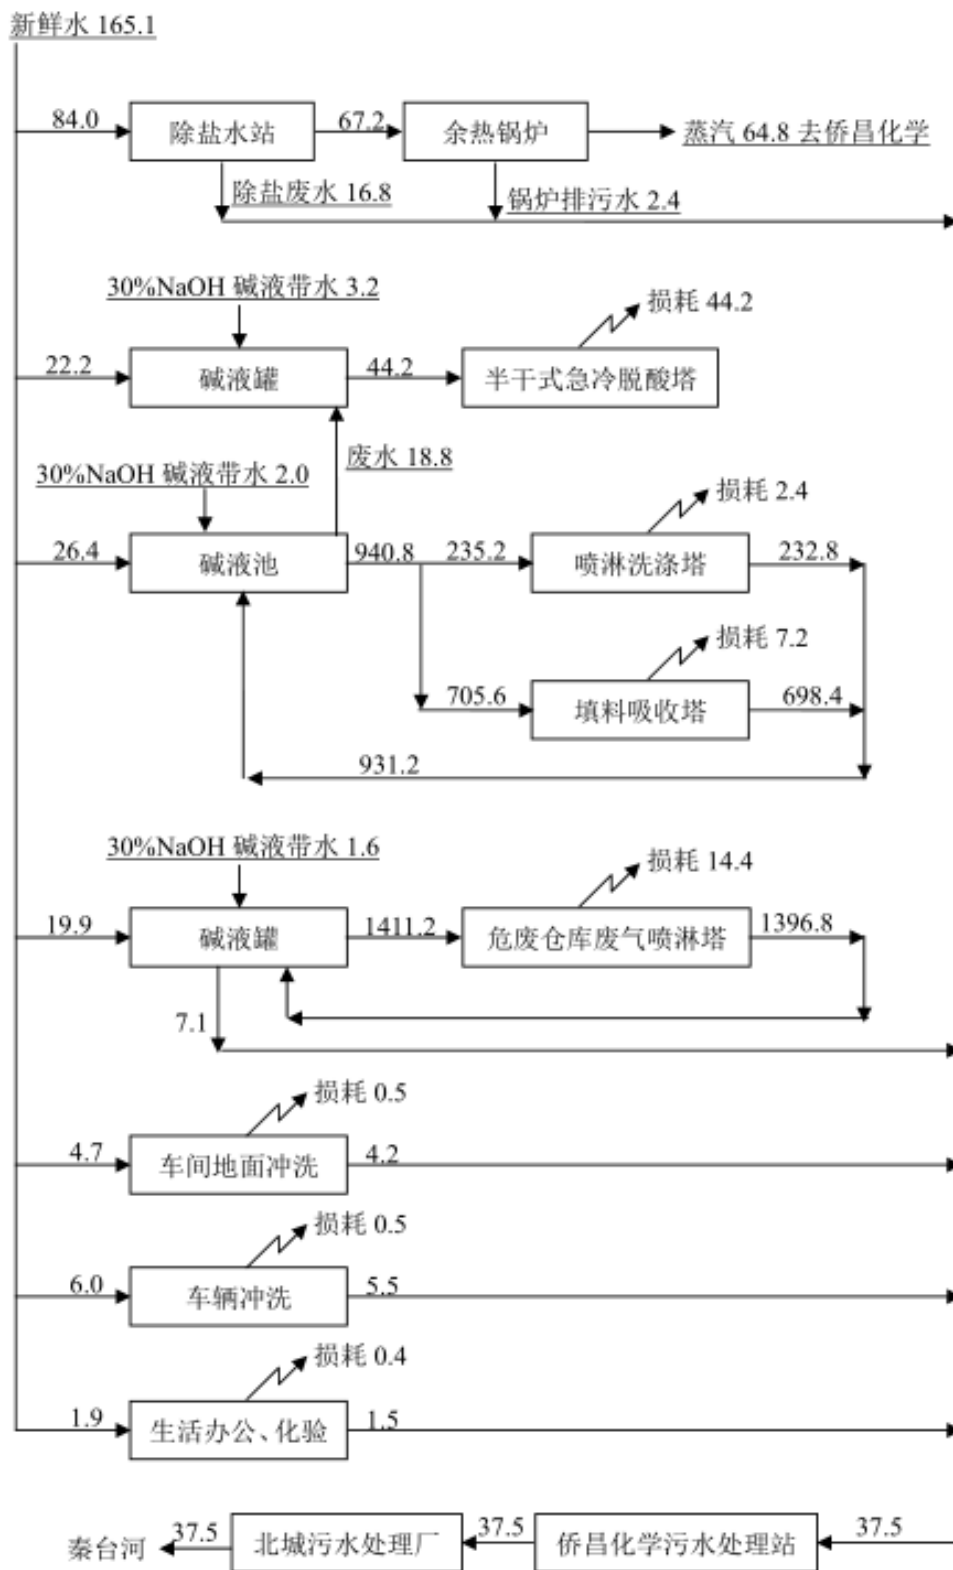 新鲜水 165.1
84.0
除盐水站
67.2
余热锅炉
蒸汽 64.8 去侨昌化学
除盐废水 16.8
锅炉排污水 2.4
30%NaOH 碱液带水 3.2
损耗 44.2
22.2
碱液罐
44.2
半干式急冷脱酸塔
废水 18.8
30%NaOH 碱液带水 2.0
损耗 2.4
26.4
碱液池
940.8
235.2
喷淋洗涤塔
232.8
损耗 7.2
705.6
填料吸收塔
698.4
931.2
30%NaOH 碱液带水 1.6
损耗 14.4
19.9
碱液罐
1411.2
危废仓库废气喷淋塔
1396.8
7.1
损耗 0.5
4.7
车间地面冲洗
4.2
损耗 0.5
6.0
车辆冲洗
5.5
损耗 0.4
1.9
生活办公、化验
1.5
秦台河
37.5
北城污水处理厂
37.5
侨昌化学污水处理站
37.5